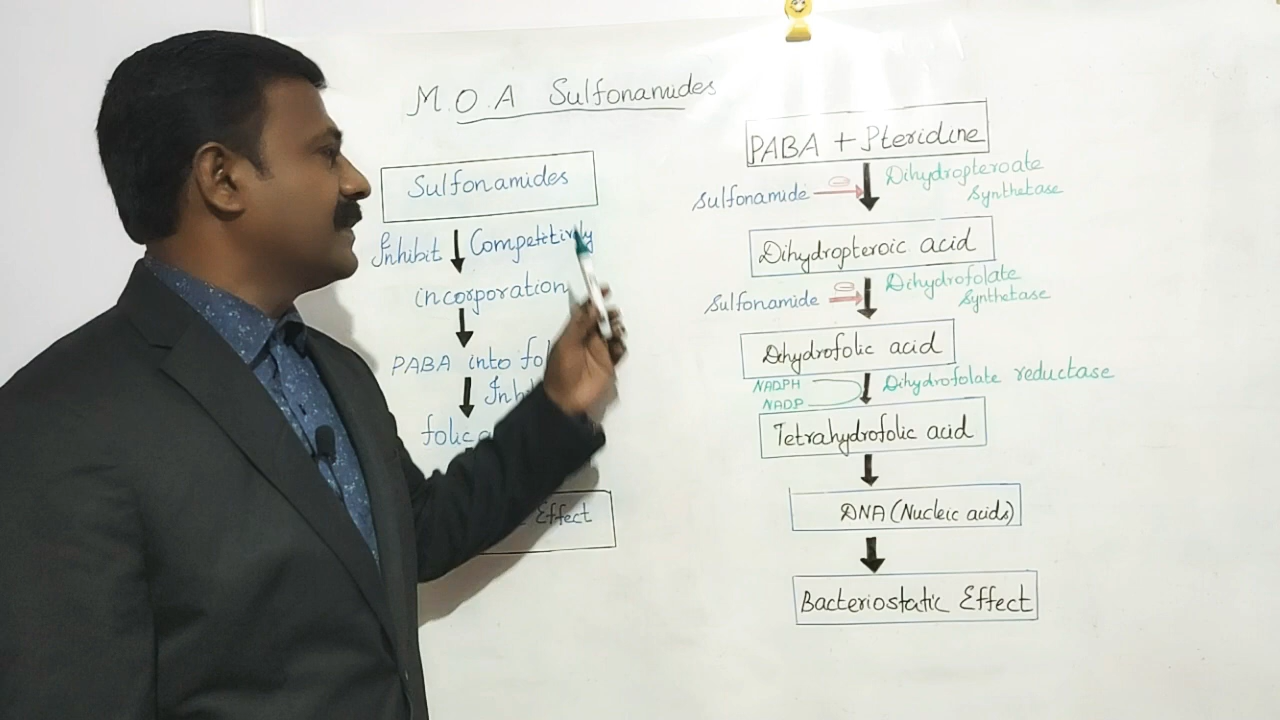 M.O.A Sulfonamides
Sulfonamides
Inhibit Competitively
incorporation
PABA into
folic
Effect
PABA + Pteridine
Sulfonamide
Dihydropteroate
Synthetase
Dihydropteroic acid
Sulfonamide
Dihydrofolate
Synthetase
Dihydrofolic acid
NADPH
NADP
Dihydrofolate reductase
Tetrahydrofolic acid
DNA (Nucleic acids)
Bacteriostatic Effect